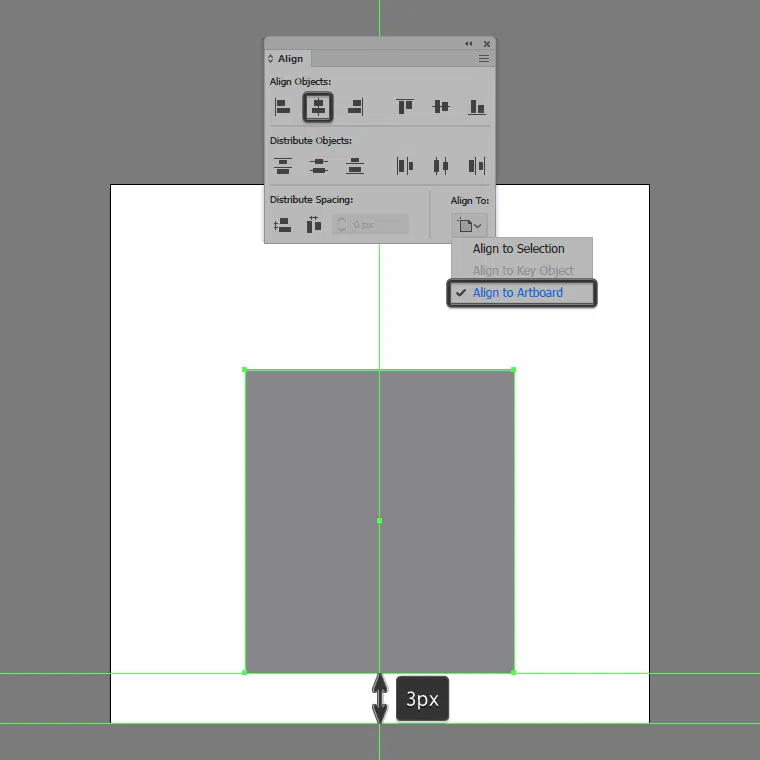 Align
Align Objects:
Distribute Objects:
Distribute Spacing:
Align To:
0 px
Align to Selection
Align to Key Object
Align to Artboard
3px